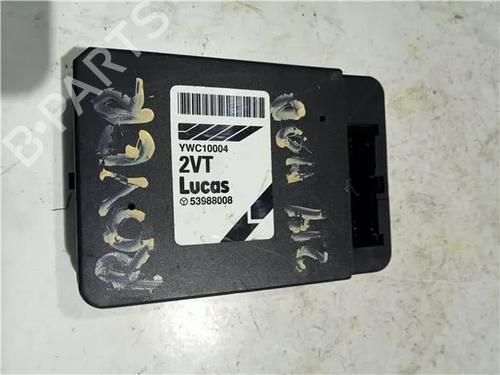 YWC10004
2VT
Lucas
53988008
ROVER
B-PARTS